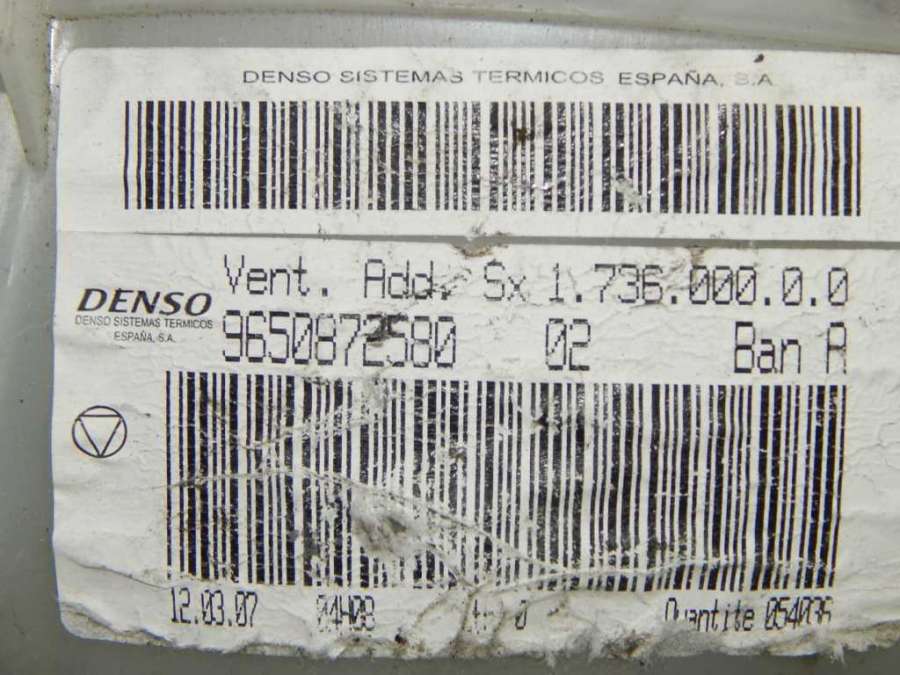 DENSO SISTEMAS TERMICOS ESPAÑA, S.A
Vent. Add. Sx 1.736.000.0.0
DENSO
DENSO SISTEMAS TERMICOS
ESPAÑA, S.A.
9650872580 02 Ban A
12.03.07 04H08 0 Quantite 054036